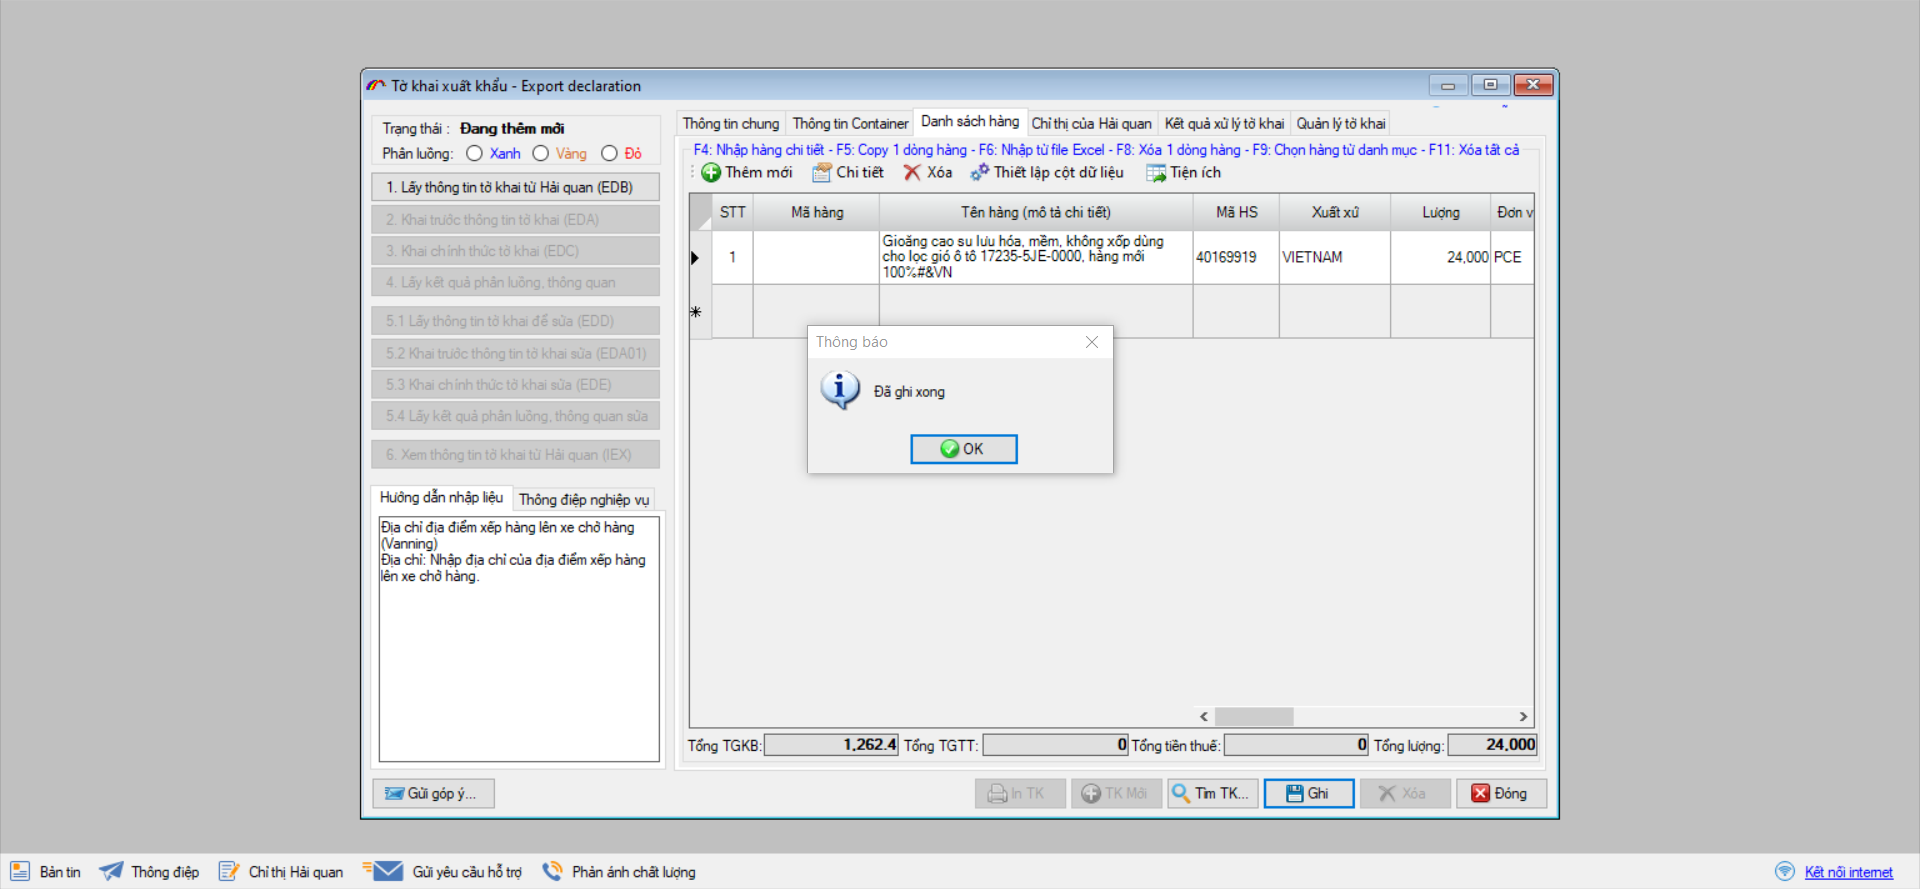 Tờ khai xuất khẩu - Export declaration
Trạng thái : Đang thêm mới
Phân luồng: Xanh Vàng Đỏ
1. Lấy thông tin tờ khai từ Hải quan (EDB)
2. Khai trước thông tin tờ khai (EDA)
3. Khai chính thức tờ khai (EDC)
4. Lấy kết quả phân luồng, thông quan
5.1 Lấy thông tin tờ khai để sửa (EDD)
5.2 Khai trước thông tin tờ khai sửa (EDA01)
5.3 Khai chính thức tờ khai sửa (EDE)
5.4 Lấy kết quả phân luồng, thông quan sửa
6. Xem thông tin tờ khai từ Hải quan (IEX)
Hướng dẫn nhập liệu Thông điệp nghiệp vụ
Địa chỉ địa điểm xếp hàng lên xe chở hàng
(Vanning)
Địa chỉ: Nhập địa chỉ của địa điểm xếp hàng
lên xe chở hàng.
Gửi góp ý...
Thông tin chung Thông tin Container Danh sách hàng Chỉ thị của Hải quan Kết quả xử lý tờ khai Quản lý tờ khai
F4: Nhập hàng chi tiết - F5: Copy 1 dòng hàng - F6: Nhập từ file Excel - F8: Xóa 1 dòng hàng - F9: Chọn hàng từ danh mục - F11: Xóa tất cả
Thêm mới Chi tiết Xóa Thiết lập cột dữ liệu Tiện ích
STT Mã hàng Tên hàng (mô tả chi tiết) Mã HS Xuất xứ Lượng Đơn v
1 Gioăng cao su lưu hóa, mềm, không xốp dùng
cho lọc gió ô tô 17235-5JE-0000, hàng mới
100%#&VN
40169919 VIETNAM 24,000 PCE
Thông báo
Đã ghi xong
OK
Tổng TGKB: 1,262.4 Tổng TGTT: 0 Tổng tiền thuế: 0 Tổng lượng: 24,000
In TK TK Mới Tìm TK... Ghi Xóa Đóng
Bản tin Thông điệp Chỉ thị Hải quan Gửi yêu cầu hỗ trợ Phản ánh chất lượng Kết nối internet